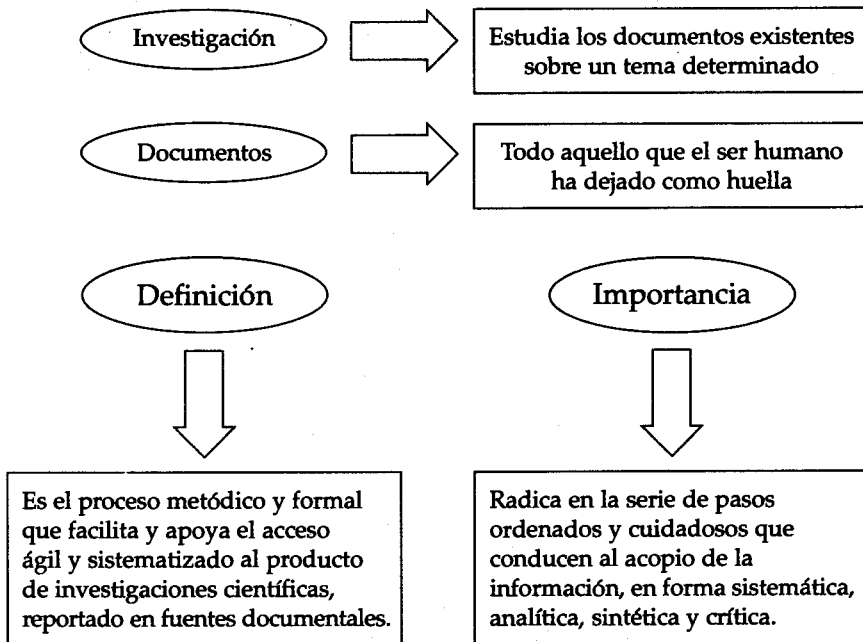 Investigación
Estudia los documentos existentes
sobre un tema determinado
Documentos
Todo aquello que el ser humano
ha dejado como huella
Definición
Importancia
Es el proceso metódico y formal
que facilita y apoya el acceso
ágil y sistematizado al producto
de investigaciones científicas,
reportado en fuentes documentales.
Radica en la serie de pasos
ordenados y cuidadosos que
conducen al acopio de la
información, en forma sistemática,
analítica, sintética y crítica.